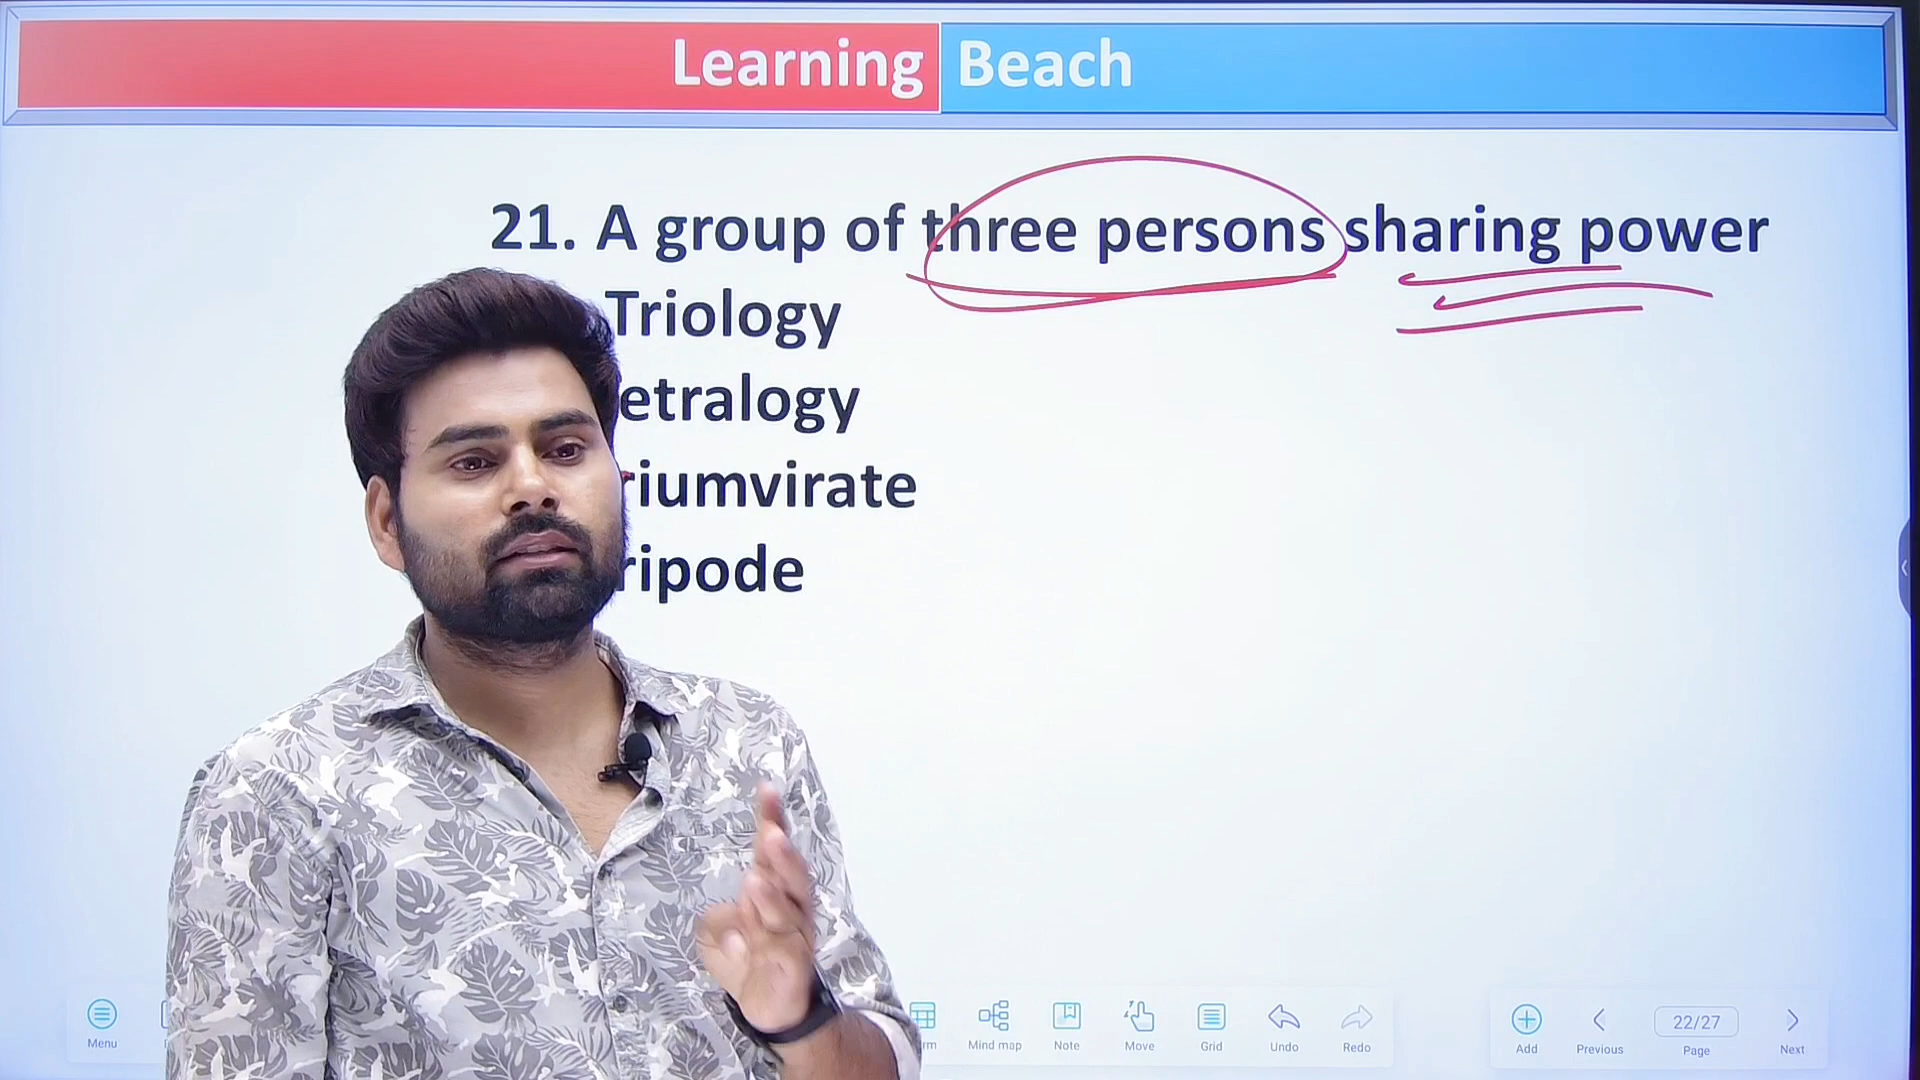 Learning Beach
21. A group of three persons sharing power
Triology
etralogy
riumvirate
ripode
Menu
Mind map
Note
Move
Grid
Undo
Redo
Add
Previous
22/27
Page
Next